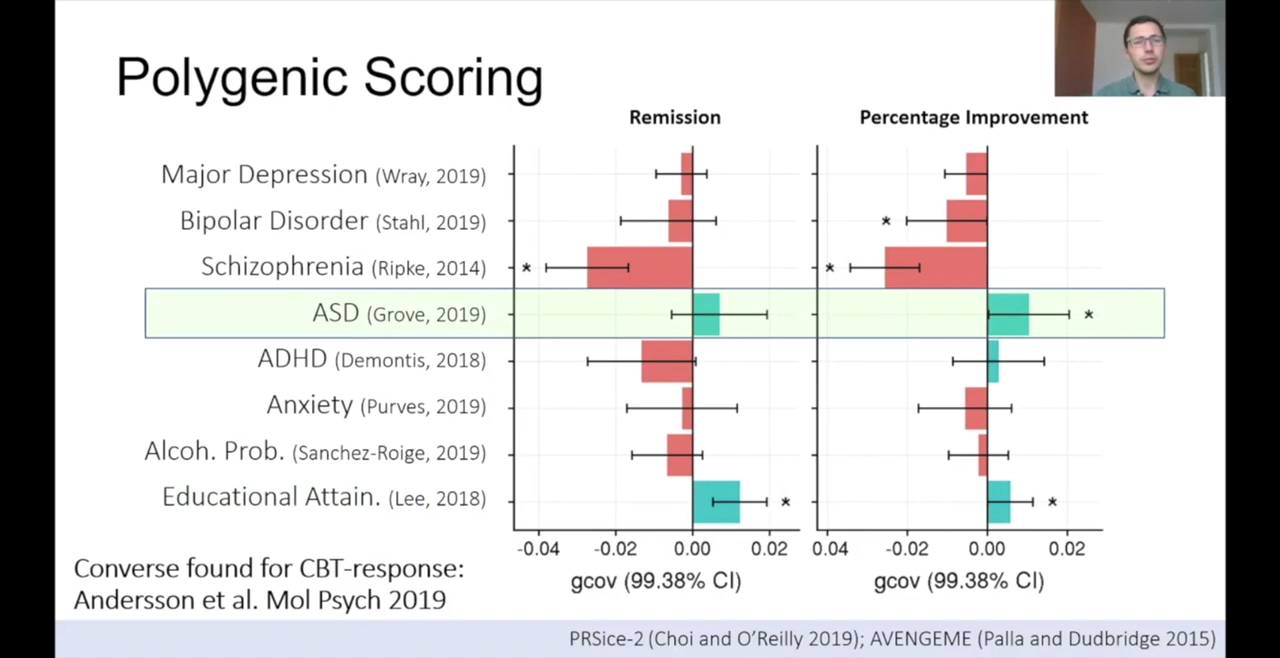 Polygenic Scoring
Remission
Percentage Improvement
Major Depression (Wray, 2019)
Bipolar Disorder (Stahl, 2019)
*
Schizophrenia (Ripke, 2014)
*
*
ASD (Grove, 2019)
*
ADHD (Demontis, 2018)
Anxiety (Purves, 2019)
Alcoh. Prob. (Sanchez-Roige, 2019)
Educational Attain. (Lee, 2018)
*
*
-0.04 -0.02 0.00 0.02
0.04 -0.02 0.00 0.02
gcov (99.38% CI)
gcov (99.38% CI)
Converse found for CBT-response:
Andersson et al. Mol Psych 2019
PRSice-2 (Choi and O’Reilly 2019); AVENGEME (Palla and Dudbridge 2015)